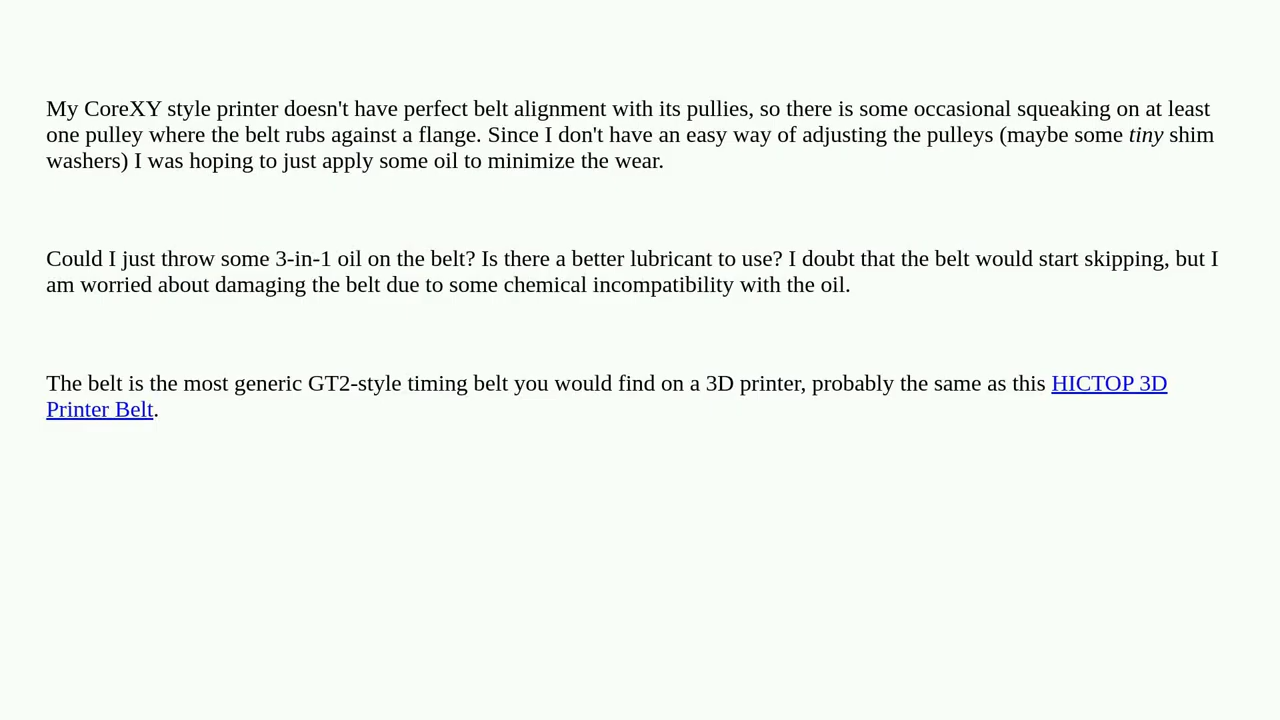 My CoreXY style printer doesn't have perfect belt alignment with its pullies, so there is some occasional squeaking on at least
one pulley where the belt rubs against a flange. Since I don't have an easy way of adjusting the pulleys (maybe some tiny shim
washers) I was hoping to just apply some oil to minimize the wear.
Could I just throw some 3-in-1 oil on the belt? Is there a better lubricant to use? I doubt that the belt would start skipping, but I
am worried about damaging the belt due to some chemical incompatibility with the oil.
The belt is the most generic GT2-style timing belt you would find on a 3D printer, probably the same as this HICTOP 3D
Printer Belt.